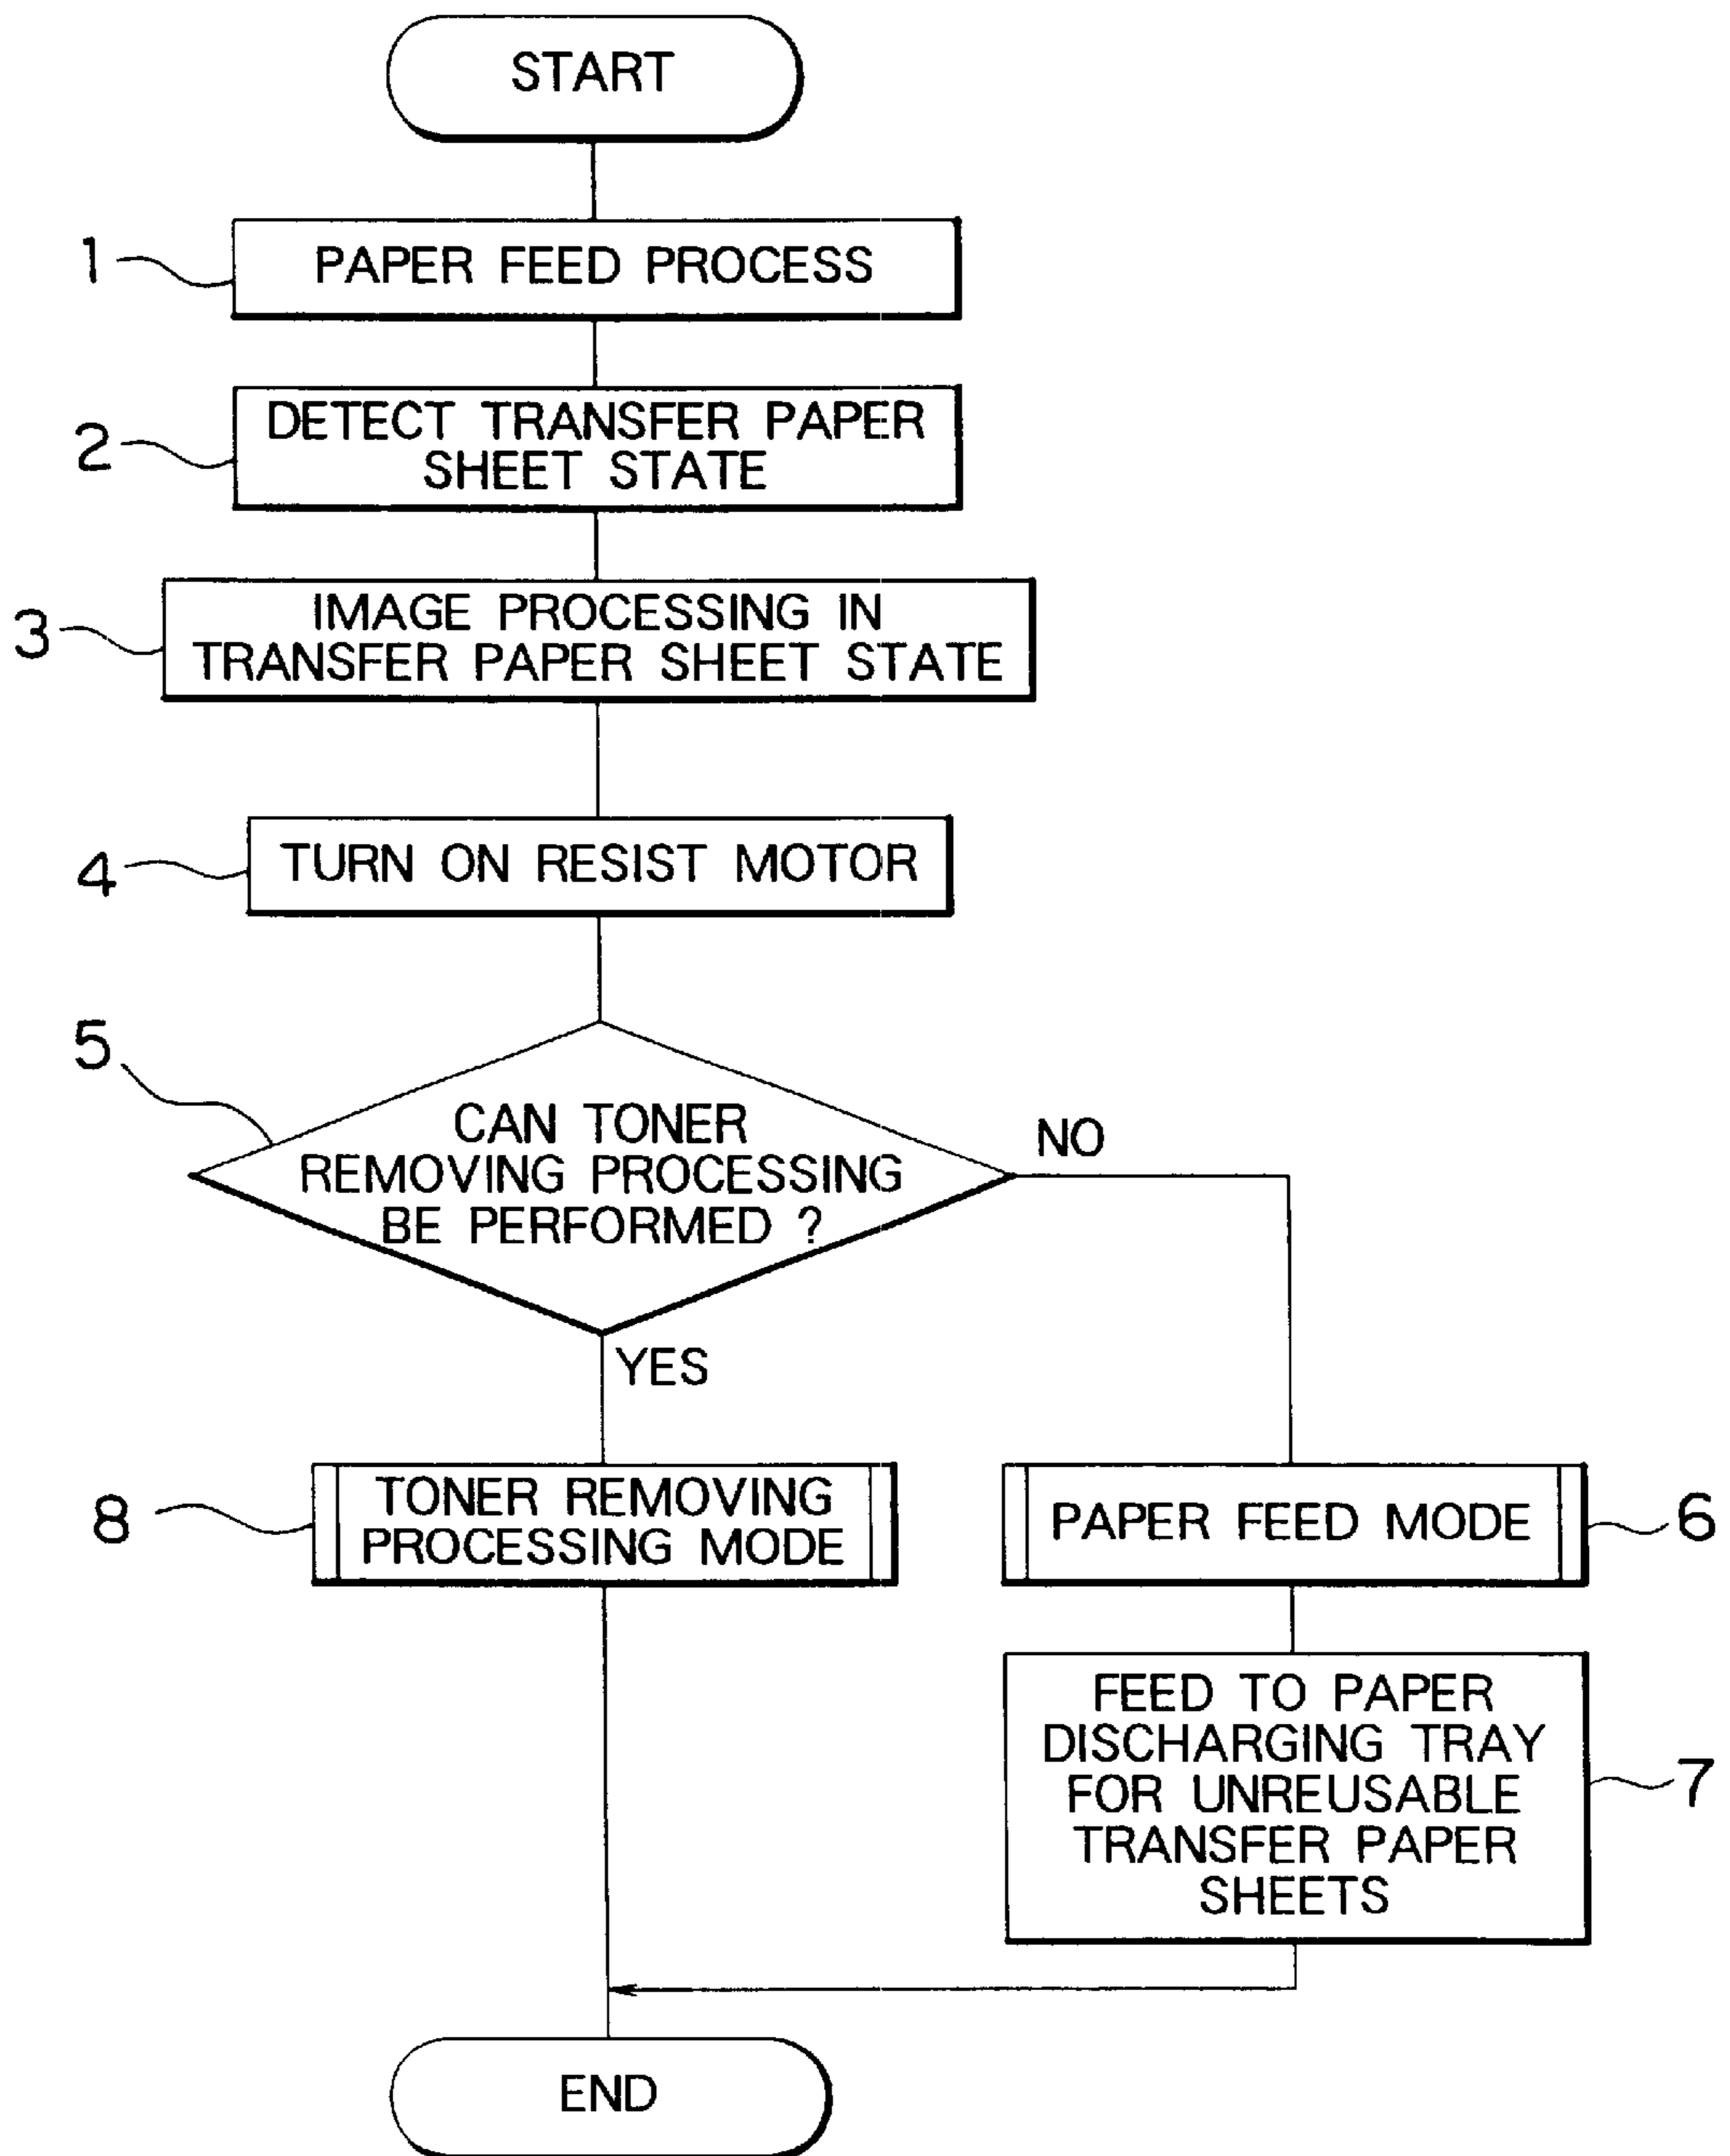 START
1
PAPER FEED PROCESS
2
DETECT TRANSFER PAPER
SHEET STATE
3
IMAGE PROCESSING IN
TRANSFER PAPER SHEET STATE
4
TURN ON RESIST MOTOR
5
CAN TONER
REMOVING PROCESSING
BE PERFORMED ?
NO
YES
8
TONER REMOVING
PROCESSING MODE
PAPER FEED MODE
6
FEED TO PAPER
DISCHARGING TRAY
FOR UNREUSABLE
TRANSFER PAPER
SHEETS
7
END